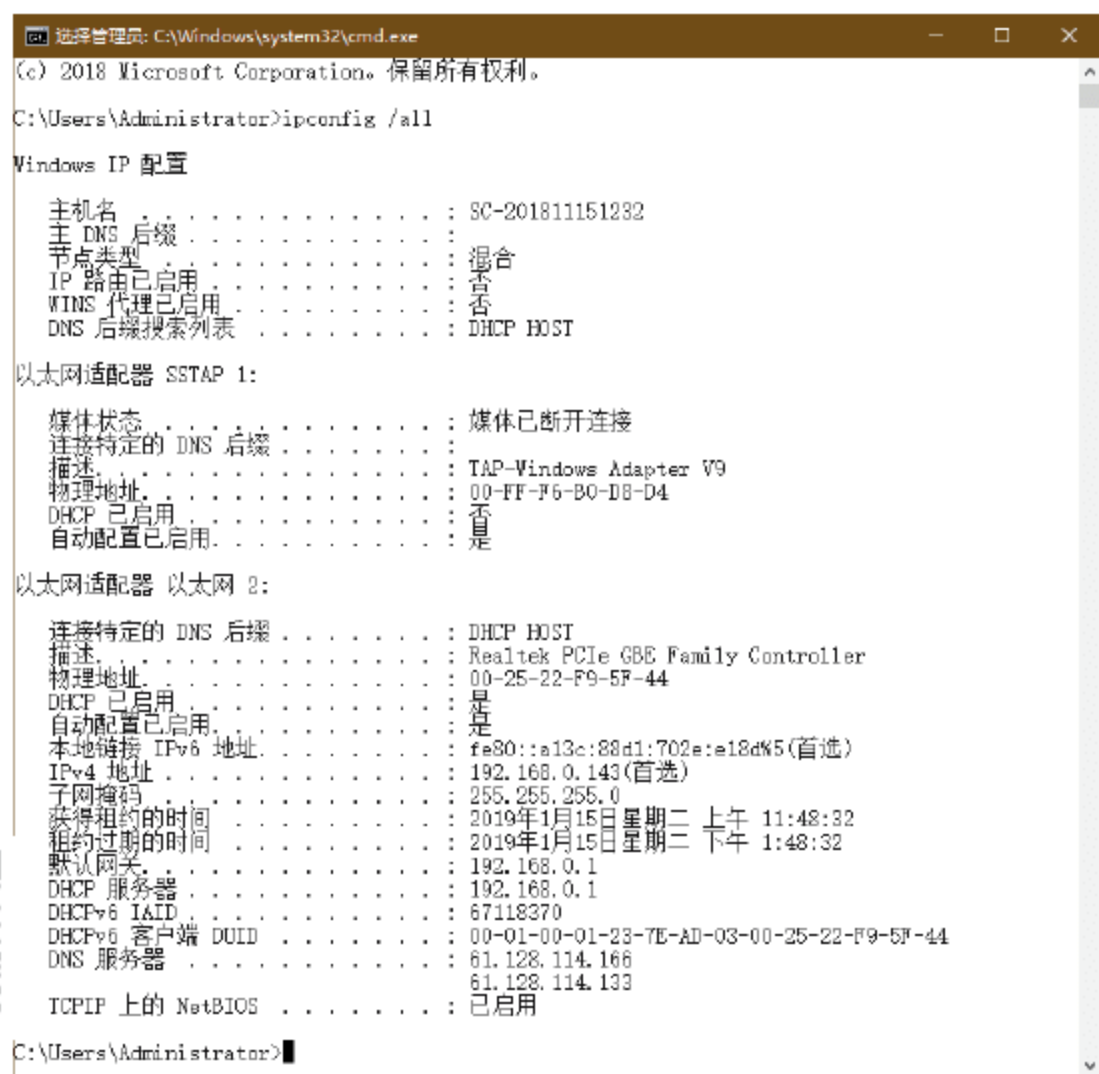 选择管理员: C:\Windows\system32\cmd.exe
(c) 2018 Microsoft Corporation。保留所有权利。
C:\Users\Administrator>ipconfig /all
Windows IP 配置
主机名 . . . . . . . . . . . . . : SC-201811151232
主 DNS 后缀 . . . . . . . . . . . :
节点类型 . . . . . . . . . . . . : 混合
IP 路由已启用 . . . . . . . . . . : 否
WINS 代理已启用 . . . . . . . . . : 否
DNS 后缀搜索列表 . . . . . . . . : DHCP HOST
以太网适配器 SSTAP 1:
媒体状态 . . . . . . . . . . . . : 媒体已断开连接
连接特定的 DNS 后缀 . . . . . . . :
描述. . . . . . . . . . . . . . . : TAP-Windows Adapter V9
物理地址. . . . . . . . . . . . . : 00-FF-F6-B0-D8-D4
DHCP 已启用 . . . . . . . . . . . : 否
自动配置已启用. . . . . . . . . . : 是
以太网适配器 以太网 2:
连接特定的 DNS 后缀 . . . . . . . : DHCP HOST
描述. . . . . . . . . . . . . . . : Realtek PCIe GBE Family Controller
物理地址. . . . . . . . . . . . . : 00-25-22-F9-5F-44
DHCP 已启用 . . . . . . . . . . . : 是
自动配置已启用. . . . . . . . . . : 是
本地链接 IPv6 地址. . . . . . . . : fe80::a13c:88d1:702e:e18d%5(首选)
IPv4 地址 . . . . . . . . . . . . : 192.168.0.143(首选)
子网掩码 . . . . . . . . . . . . : 255.255.255.0
获得租约的时间 . . . . . . . . . : 2019年1月15日星期二 上午 11:48:32
租约过期的时间 . . . . . . . . . : 2019年1月15日星期二 下午 1:48:32
默认网关. . . . . . . . . . . . . : 192.168.0.1
DHCP 服务器 . . . . . . . . . . . : 192.168.0.1
DHCPv6 IAID . . . . . . . . . . . : 67118370
DHCPv6 客户端 DUID . . . . . . . : 00-01-00-01-23-7E-AD-03-00-25-22-F9-5F-44
DNS 服务器 . . . . . . . . . . . : 61.128.114.166
61.128.114.133
TCPIP 上的 NetBIOS . . . . . . . : 已启用
C:\Users\Administrator>